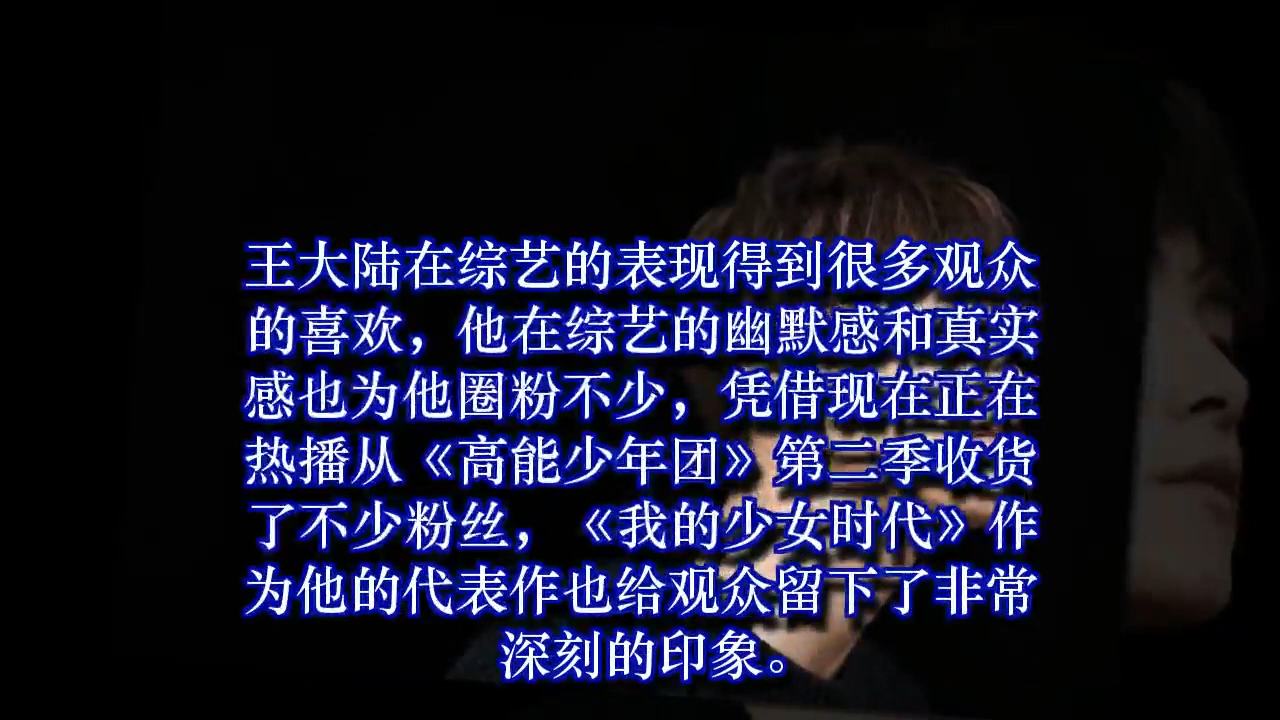 王大陆在综艺的表现得到很多观众
的喜欢，他在综艺的幽默感和真实
感也为他圈粉不少，凭借现在正在
热播从《高能少年团》第二季收货
了不少粉丝，《我的少女时代》作
为他的代表作也给观众留下了非常
深刻的印象。